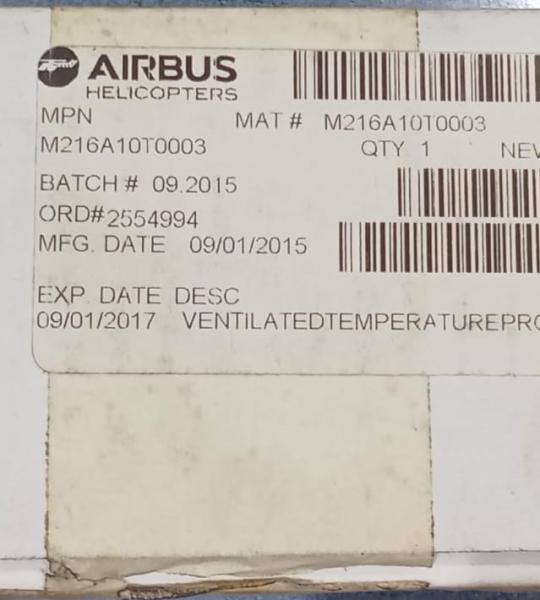 AIRBUS
HELICOPTERS
MPN MAT # M216A10T0003
M216A10T0003 QTY 1 NEW
BATCH # 09.2015
ORD#2554994
MFG. DATE 09/01/2015
EXP. DATE DESC
09/01/2017 VENTILATEDTEMPERATUREPRO